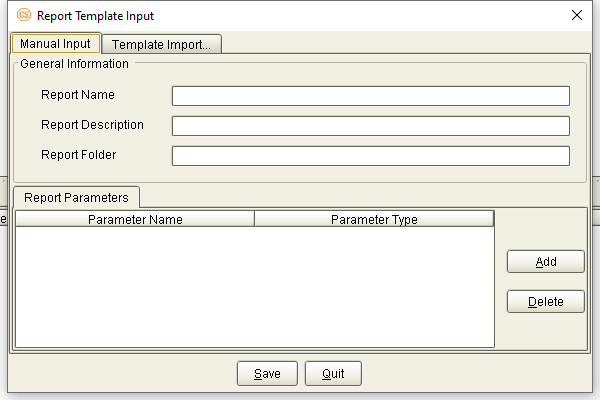 CS Report Template Input
Manual Input Template Import...
General Information
Report Name
Report Description
Report Folder
Report Parameters
Parameter Name Parameter Type
Add
Delete
Save Quit